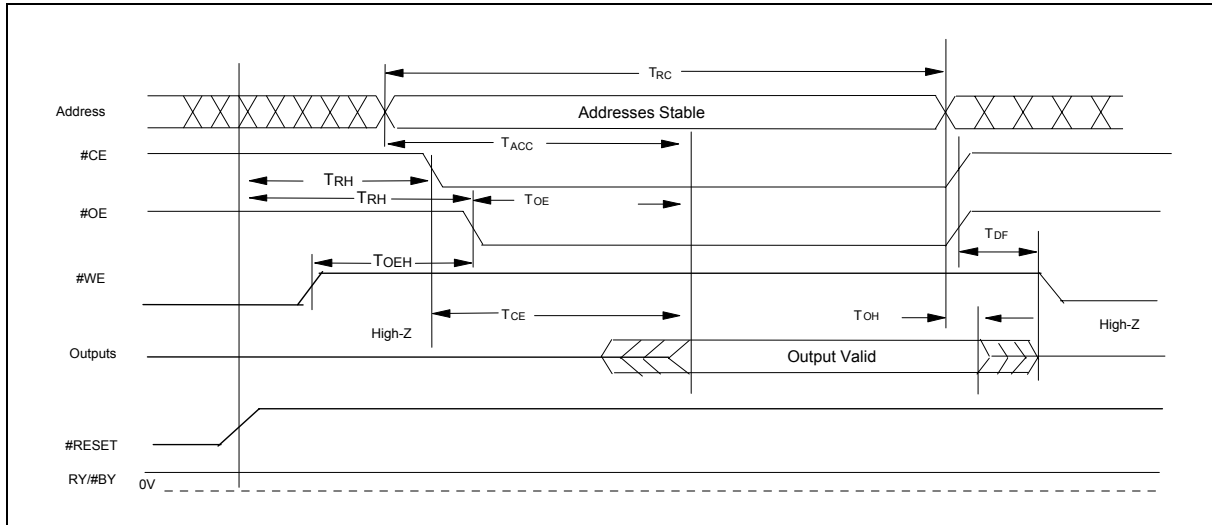 TRC
Address
Addresses Stable
TACC
#CE
TRH
TRH
TOE
#OE
TDF
TOEH
#WE
TCE
TOH
High-Z
High-Z
Outputs
Output Valid
#RESET
RY/#BY
0V